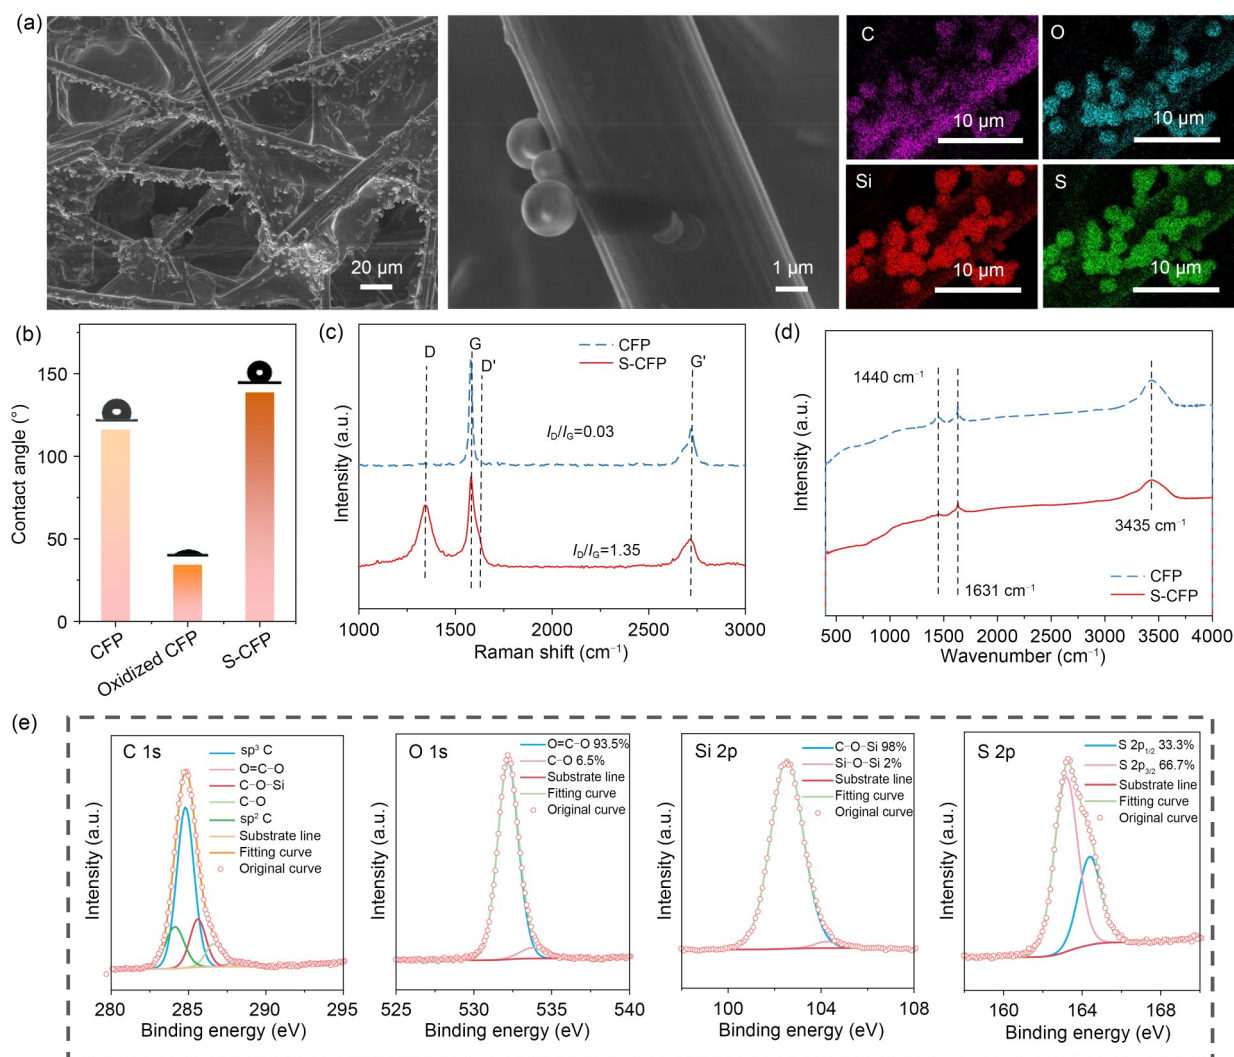 (a)
20 μm
1 μm
C
10 μm
O
10 μm
Si
10 μm
S
10 μm
(b)
Contact angle (°)
150
100
50
0
CFP
Oxidized CFP
S-CFP
(c)
Intensity (a.u.)
D
G
D'
G'
CFP
S-CFP
I_D/I_G=0.03
I_D/I_G=1.35
1000
1500
2000
2500
3000
Raman shift (cm⁻¹)
(d)
Intensity (a.u.)
1440 cm⁻¹
3435 cm⁻¹
1631 cm⁻¹
CFP
S-CFP
500
1000
1500
2000
2500
3000
3500
4000
Wavenumber (cm⁻¹)
(e)
C 1s
sp³ C
O=C-O
C-O-Si
C-O
sp² C
Substrate line
Fitting curve
Original curve
Intensity (a.u.)
280
285
290
295
Binding energy (eV)
O 1s
O=C-O 93.5%
C-O 6.5%
Substrate line
Fitting curve
Original curve
Intensity (a.u.)
525
530
535
540
Binding energy (eV)
Si 2p
C-O-Si 98%
Si-O-Si 2%
Substrate line
Fitting curve
Original curve
Intensity (a.u.)
100
104
108
Binding energy (eV)
S 2p
S 2p₁/₂ 33.3%
S 2p₃/₂ 66.7%
Substrate line
Fitting curve
Original curve
Intensity (a.u.)
160
164
168
Binding energy (eV)